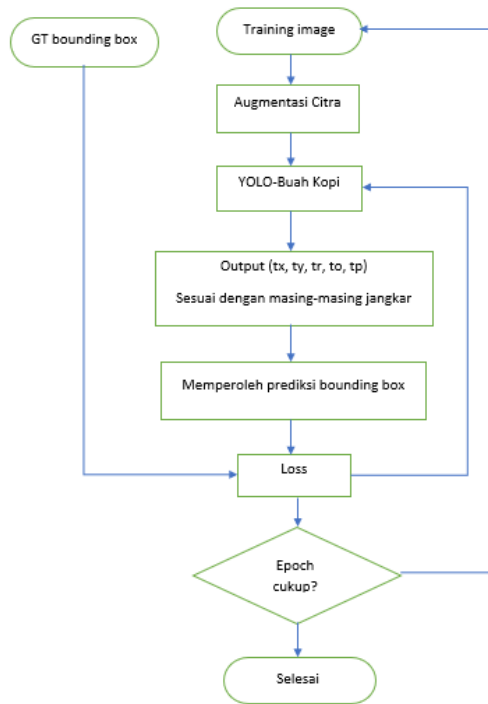 GT bounding box
Training image
Augmentasi Citra
YOLO-Buah Kopi
Output (tx, ty, tr, to, tp)
Sesuai dengan masing-masing jangkar
Memperoleh prediksi bounding box
Loss
Epoch
cukup?
Selesai